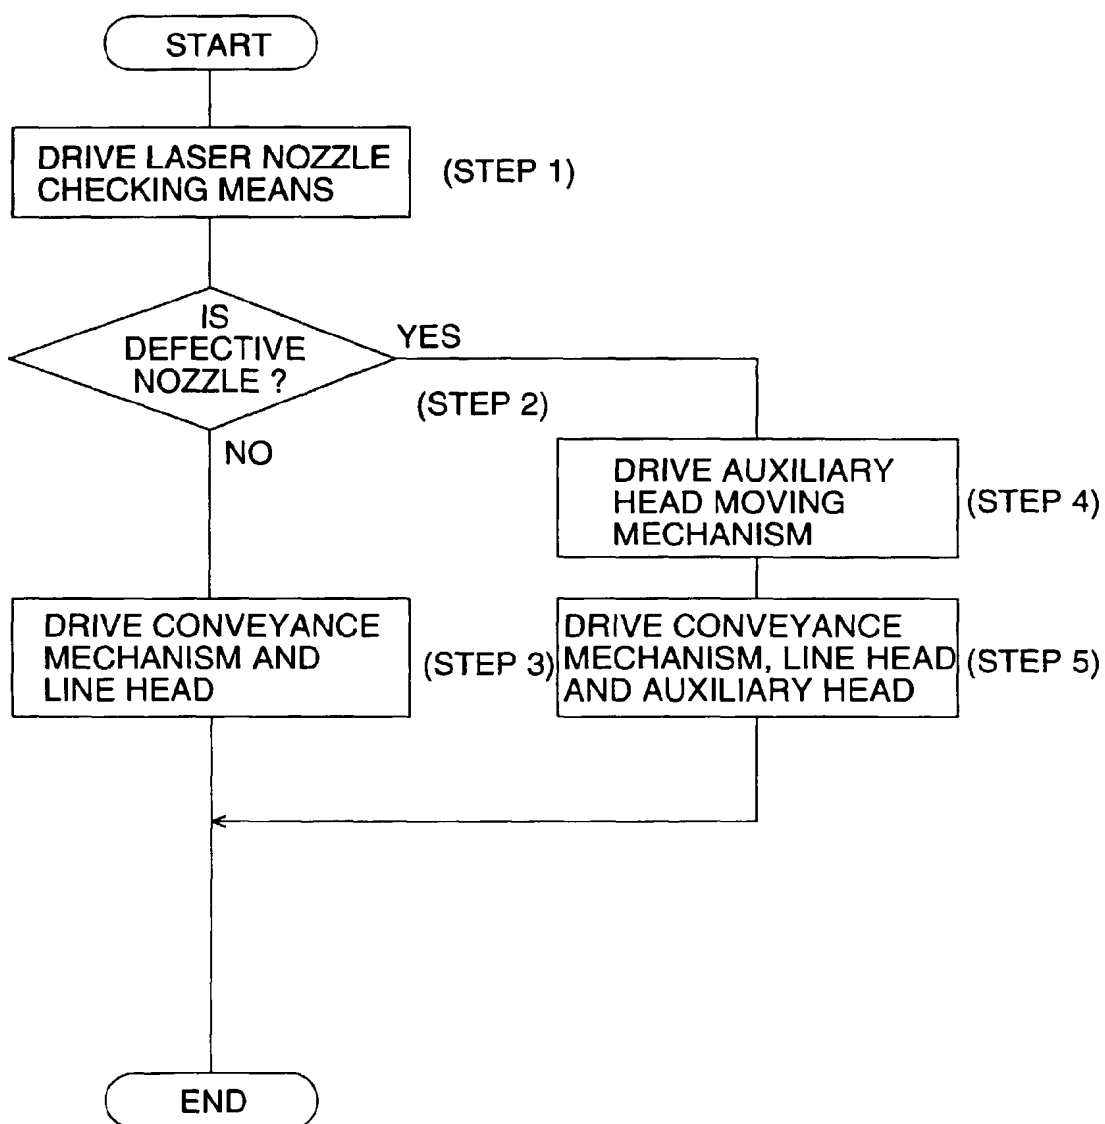 START
DRIVE LASER NOZZLE
CHECKING MEANS
(STEP 1)
IS
DEFECTIVE
NOZZLE ?
YES
(STEP 2)
NO
DRIVE AUXILIARY
HEAD MOVING
MECHANISM
(STEP 4)
DRIVE CONVEYANCE
MECHANISM AND
LINE HEAD
(STEP 3)
DRIVE CONVEYANCE
MECHANISM, LINE HEAD
AND AUXILIARY HEAD
(STEP 5)
END